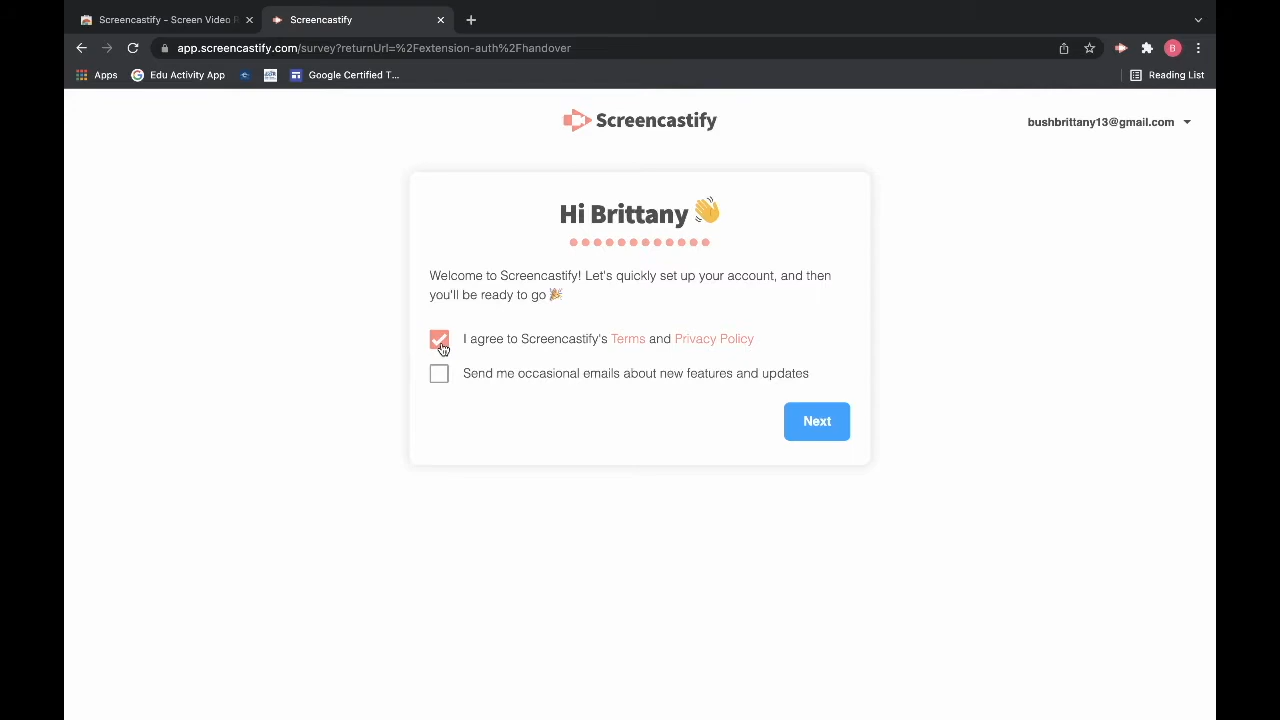 Screencastify - Screen Video R
Screencastify
app.screencastify.com/survey?returnUrl=%2Fextension-auth%2Fhandover
B
Apps
Edu Activity App
Google Certified T...
Reading List
Screencastify
bushbrittany13@gmail.com
Hi Brittany 👋
Welcome to Screencastify! Let's quickly set up your account, and then
you'll be ready to go 🎉
I agree to Screencastify's Terms and Privacy Policy
Send me occasional emails about new features and updates
Next